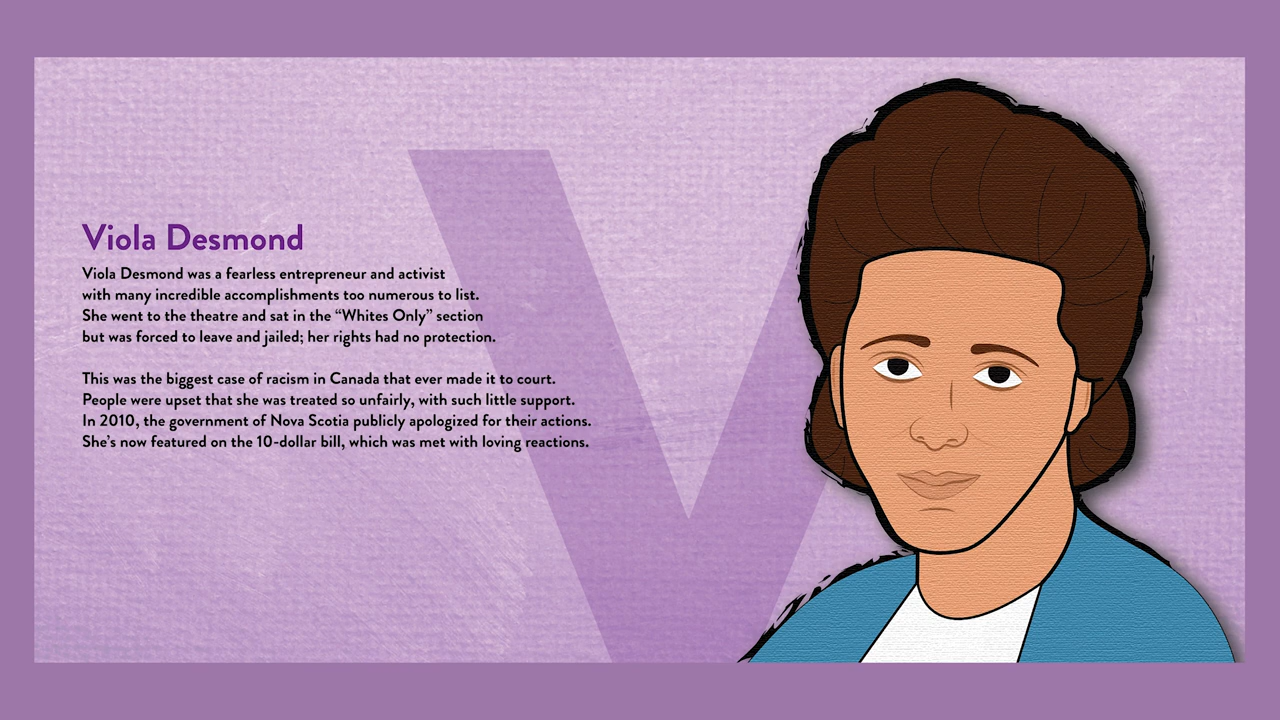 V
Viola Desmond
Viola Desmond was a fearless entrepreneur and activist
with many incredible accomplishments too numerous to list.
She went to the theatre and sat in the “Whites Only” section
but was forced to leave and jailed; her rights had no protection.
This was the biggest case of racism in Canada that ever made it to court.
People were upset that she was treated so unfairly, with such little support.
In 2010, the government of Nova Scotia publicly apologized for their actions.
She’s now featured on the 10-dollar bill, which was met with loving reactions.